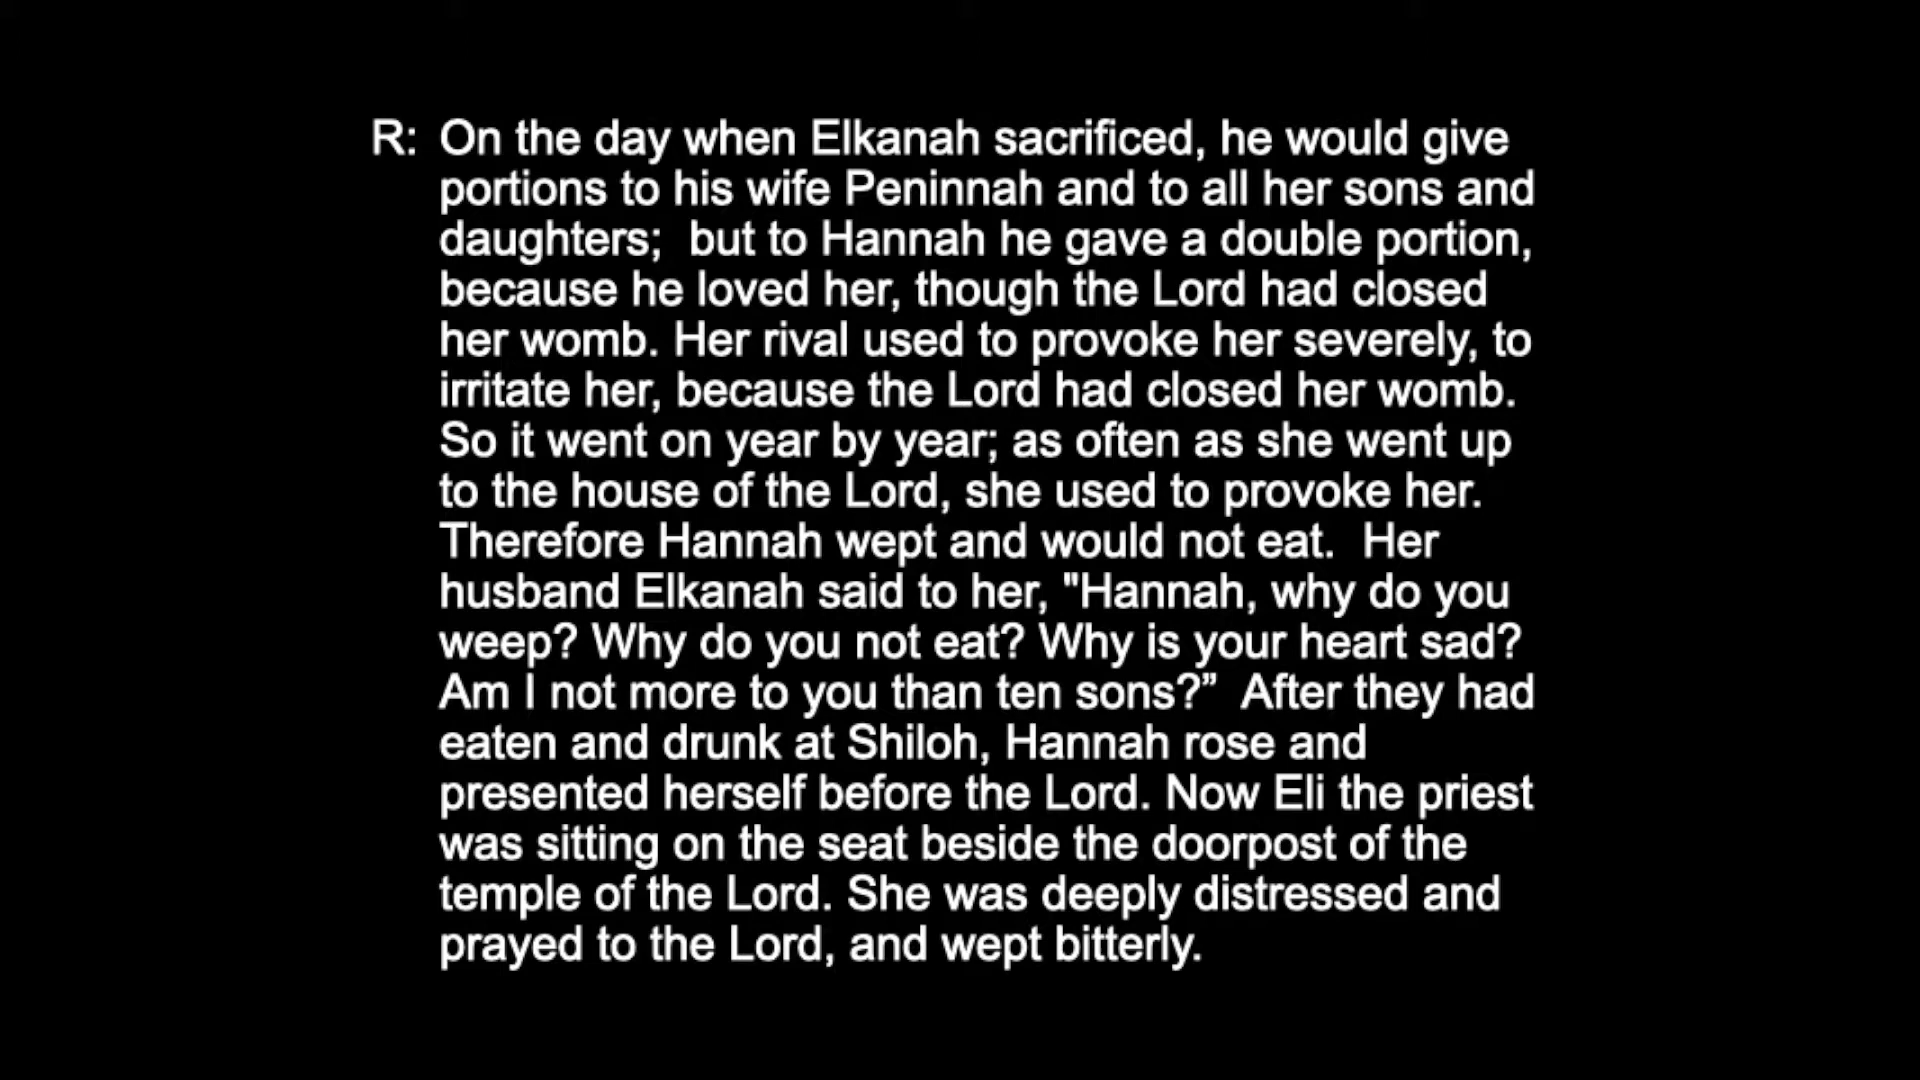 R: On the day when Elkanah sacrificed, he would give
portions to his wife Peninnah and to all her sons and
daughters;  but to Hannah he gave a double portion,
because he loved her, though the Lord had closed
her womb. Her rival used to provoke her severely, to
irritate her, because the Lord had closed her womb.
So it went on year by year; as often as she went up
to the house of the Lord, she used to provoke her.
Therefore Hannah wept and would not eat.  Her
husband Elkanah said to her, "Hannah, why do you
weep? Why do you not eat? Why is your heart sad?
Am I not more to you than ten sons?”  After they had
eaten and drunk at Shiloh, Hannah rose and
presented herself before the Lord. Now Eli the priest
was sitting on the seat beside the doorpost of the
temple of the Lord. She was deeply distressed and
prayed to the Lord, and wept bitterly.